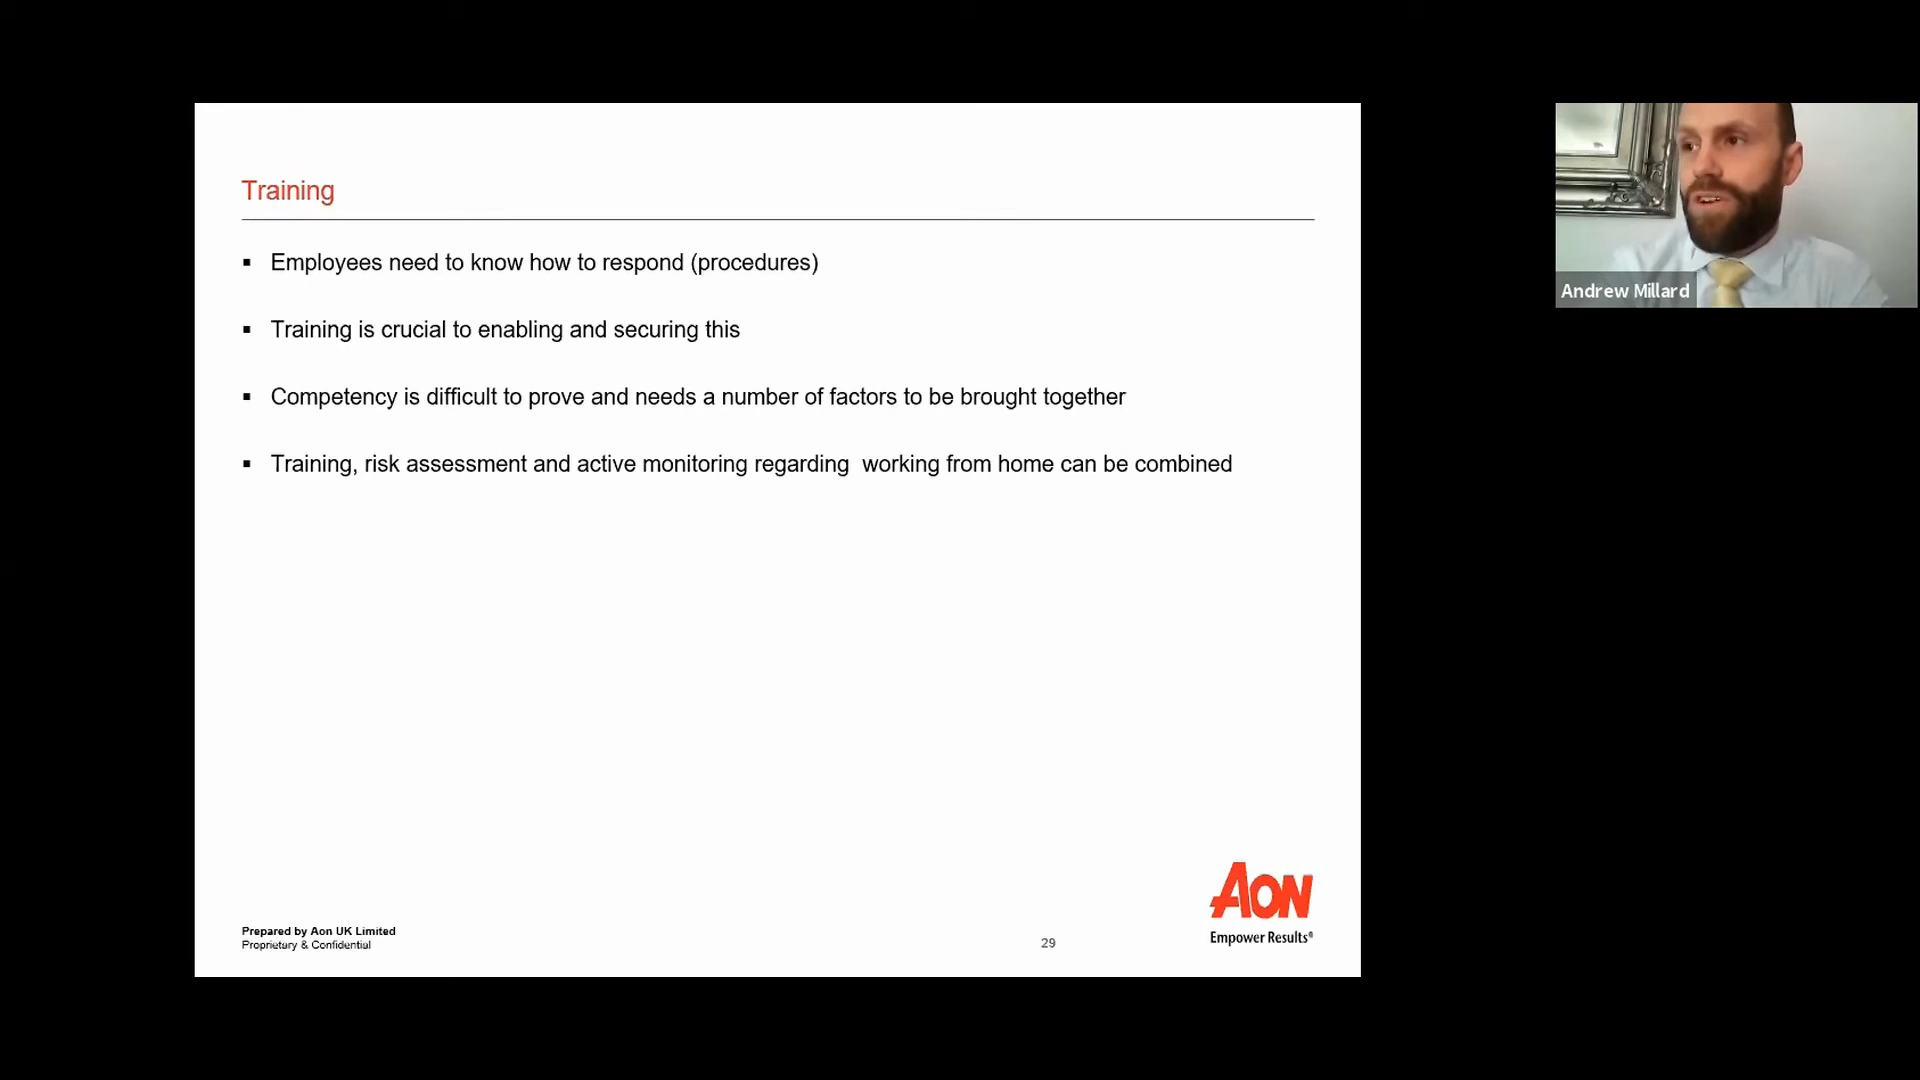 Training
▪ Employees need to know how to respond (procedures)
▪ Training is crucial to enabling and securing this
▪ Competency is difficult to prove and needs a number of factors to be brought together
▪ Training, risk assessment and active monitoring regarding  working from home can be combined
Prepared by Aon UK Limited
Proprietary & Confidential
29
AON
Empower Results®
Andrew Millard